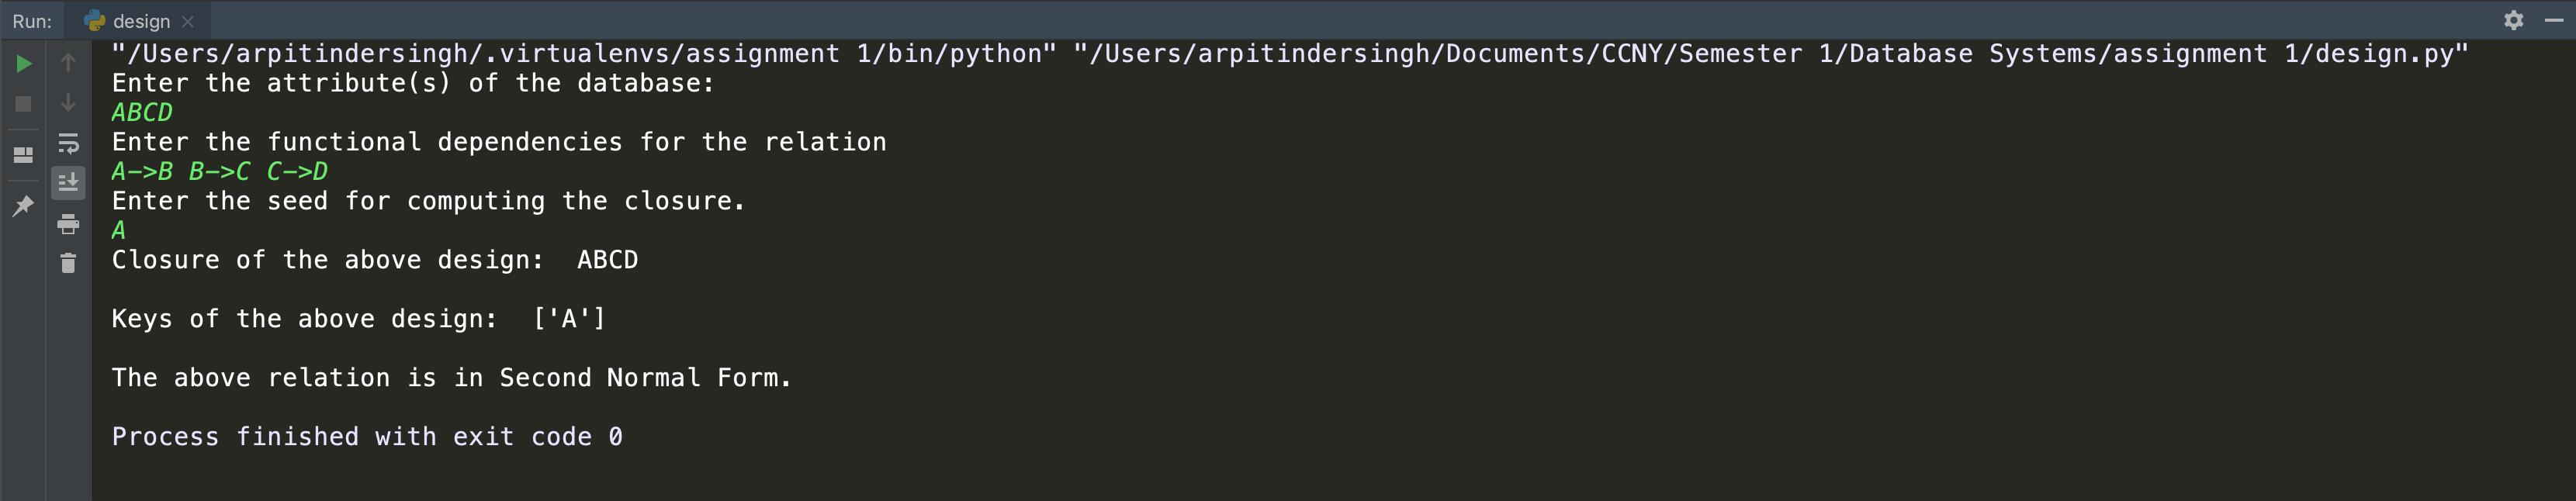 Run: design
"/Users/arpitindersingh/.virtualenvs/assignment 1/bin/python" "/Users/arpitindersingh/Documents/CCNY/Semester 1/Database Systems/assignment 1/design.py"
Enter the attribute(s) of the database:
ABCD
Enter the functional dependencies for the relation
A->B B->C C->D
Enter the seed for computing the closure.
A
Closure of the above design:  ABCD
Keys of the above design:  ['A']
The above relation is in Second Normal Form.
Process finished with exit code 0